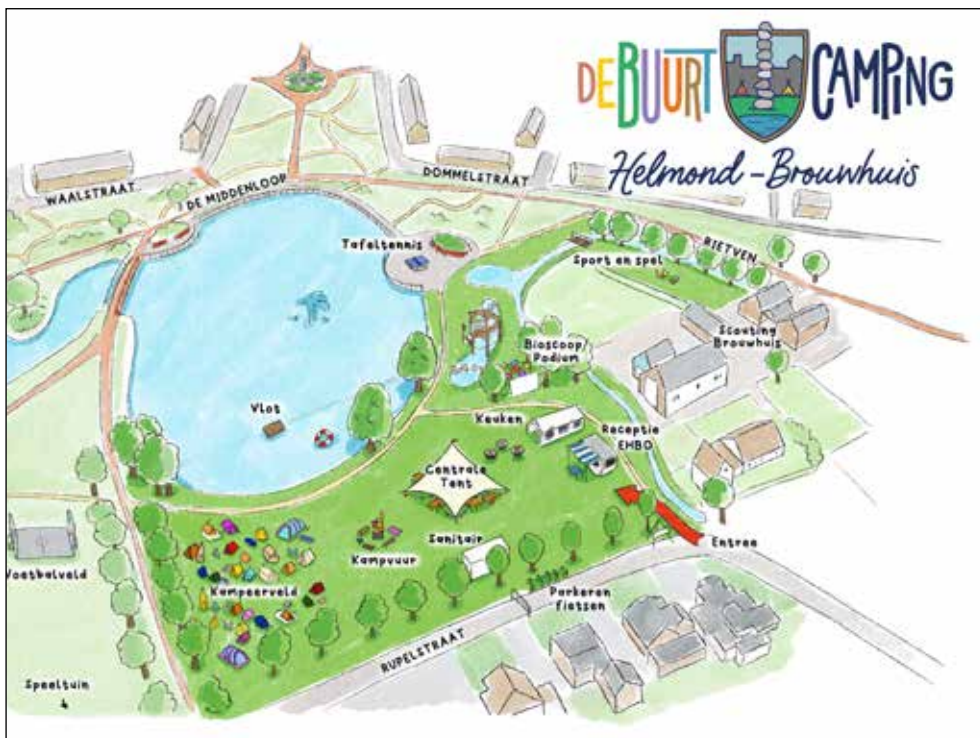 DE BUURT CAMPING
Helmond - Brouwhuis
WAALSTRAAT
DE MIDDENLOOP
DOMMELSTRAAT
RIETVEN
Tafeltennis
Sport en spel
Scouting
Brouwhuis
Bioscoop/
Podium
Vlot
Keuken
Receptie
EHBO
Centrale
Tent
Entree
Sanitair
Kampvuur
Voetbalveld
Kampeerveld
Parkeren
fietsen
RUPELSTRAAT
Speeltuin